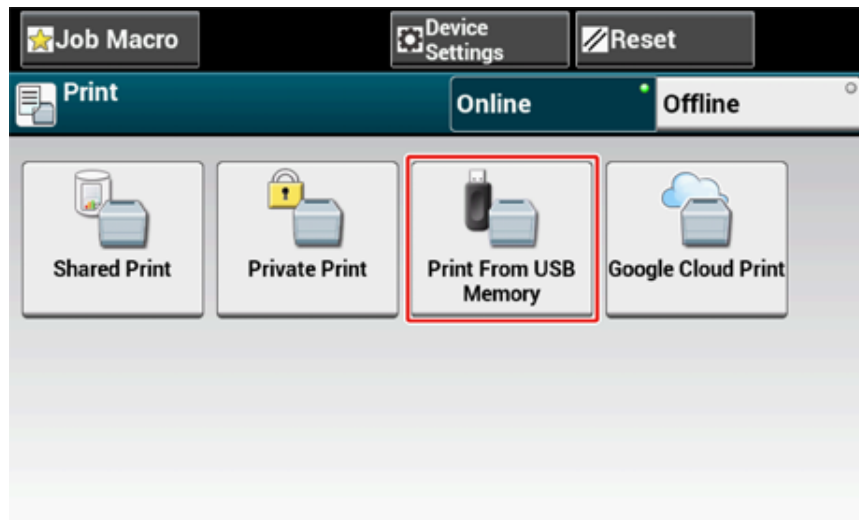 Job Macro
Device
Settings
Reset
Print
Online
Offline
Shared Print
Private Print
Print From USB
Memory
Google Cloud Print